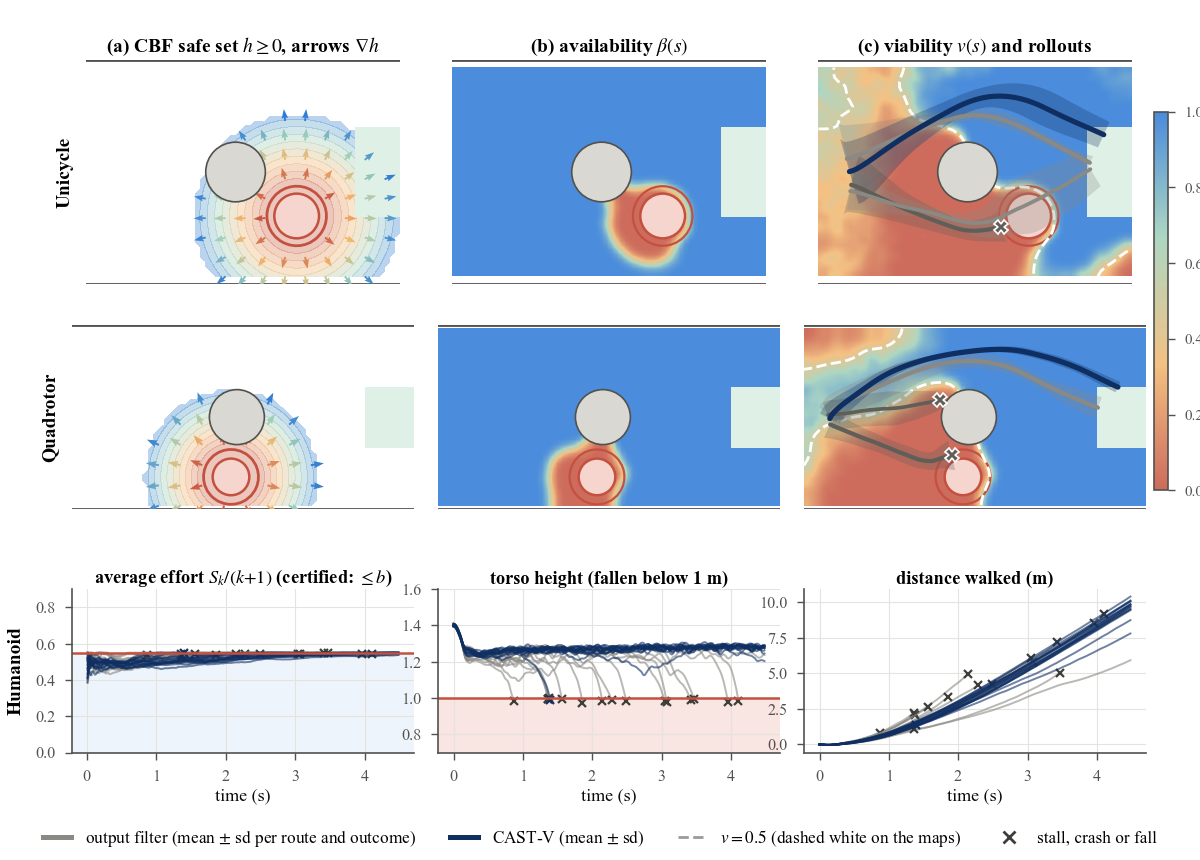 (a) CBF safe set h ≥ 0, arrows ∇h
(b) availability β(s)
(c) viability v(s) and rollouts
Unicycle
1.0
0.8
0.6
0.4
0.2
0.0
Quadrotor
Humanoid
average effort Sₖ/(k+1) (certified: ≤ b)
0.8
0.6
0.4
0.2
0.0
0 1 2 3 4
time (s)
torso height (fallen below 1 m)
1.6
1.4
1.2
1.0
0.8
0 1 2 3 4
time (s)
distance walked (m)
10.0
7.5
5.0
2.5
0.0
0 1 2 3 4
time (s)
output filter (mean ± sd per route and outcome)
CAST-V (mean ± sd)
v = 0.5 (dashed white on the maps)
stall, crash or fall